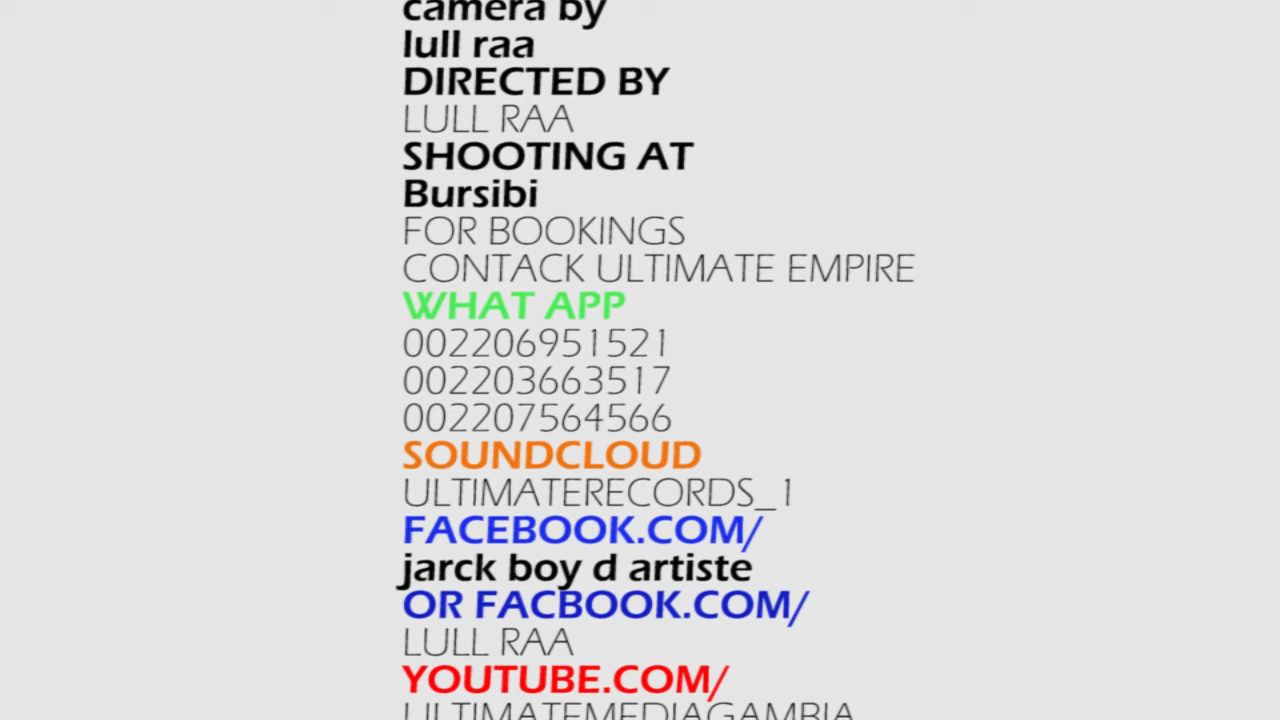 camera by
lull raa
DIRECTED BY
LULL RAA
SHOOTING AT
Bursibi
FOR BOOKINGS
CONTACK ULTIMATE EMPIRE
WHAT APP
002206951521
002203663517
002207564566
SOUNDCLOUD
ULTIMATERECORDS_1
FACEBOOK.COM/
jarck boy d artiste
OR FACBOOK.COM/
LULL RAA
YOUTUBE.COM/
ULTIMATEMEDIAGAMBIA